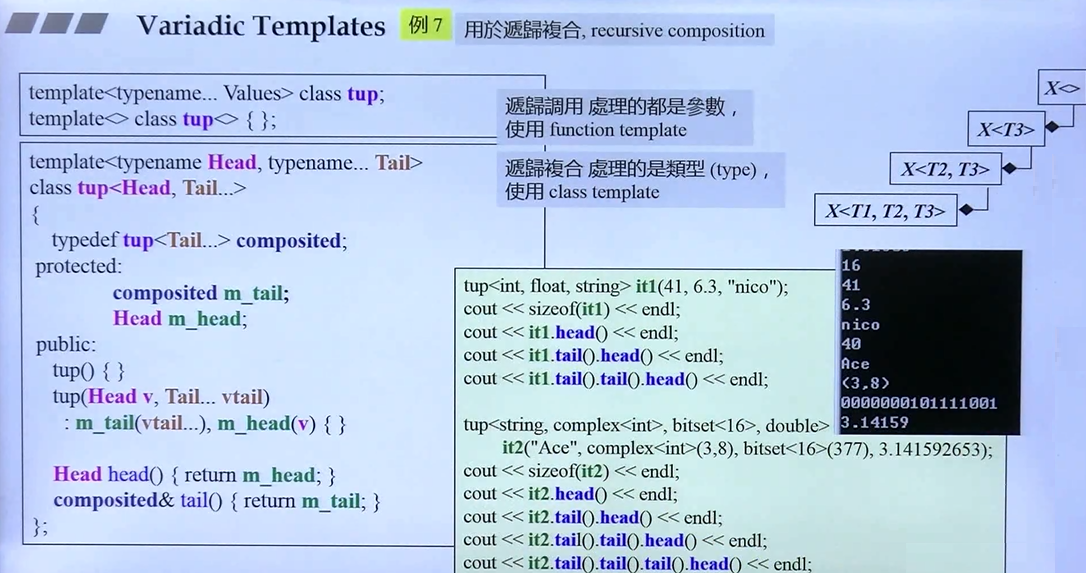 Variadic Templates
例 7
用於遞歸複合, recursive composition
template<typename... Values> class tup;
template<> class tup<> { };
遞歸調用 處理的都是參數，
使用 function template
遞歸複合 處理的是類型 (type)，
使用 class template
template<typename Head, typename... Tail>
class tup<Head, Tail...>
{
typedef tup<Tail...> composited;
protected:
composited m_tail;
Head m_head;
public:
tup() { }
tup(Head v, Tail... vtail)
: m_tail(vtail...), m_head(v) { }
Head head() { return m_head; }
composited& tail() { return m_tail; }
};
X<>
X<T3>
X<T2, T3>
X<T1, T2, T3>
tup<int, float, string> it1(41, 6.3, "nico");
cout << sizeof(it1) << endl;
cout << it1.head() << endl;
cout << it1.tail().head() << endl;
cout << it1.tail().tail().head() << endl;
tup<string, complex<int>, bitset<16>, double>
it2("Ace", complex<int>(3,8), bitset<16>(377), 3.141592653);
cout << sizeof(it2) << endl;
cout << it2.head() << endl;
cout << it2.tail().head() << endl;
cout << it2.tail().tail().head() << endl;
cout << it2.tail().tail().tail().head() << endl;
16
41
6.3
nico
40
Ace
(3,8)
0000000101111001
3.14159